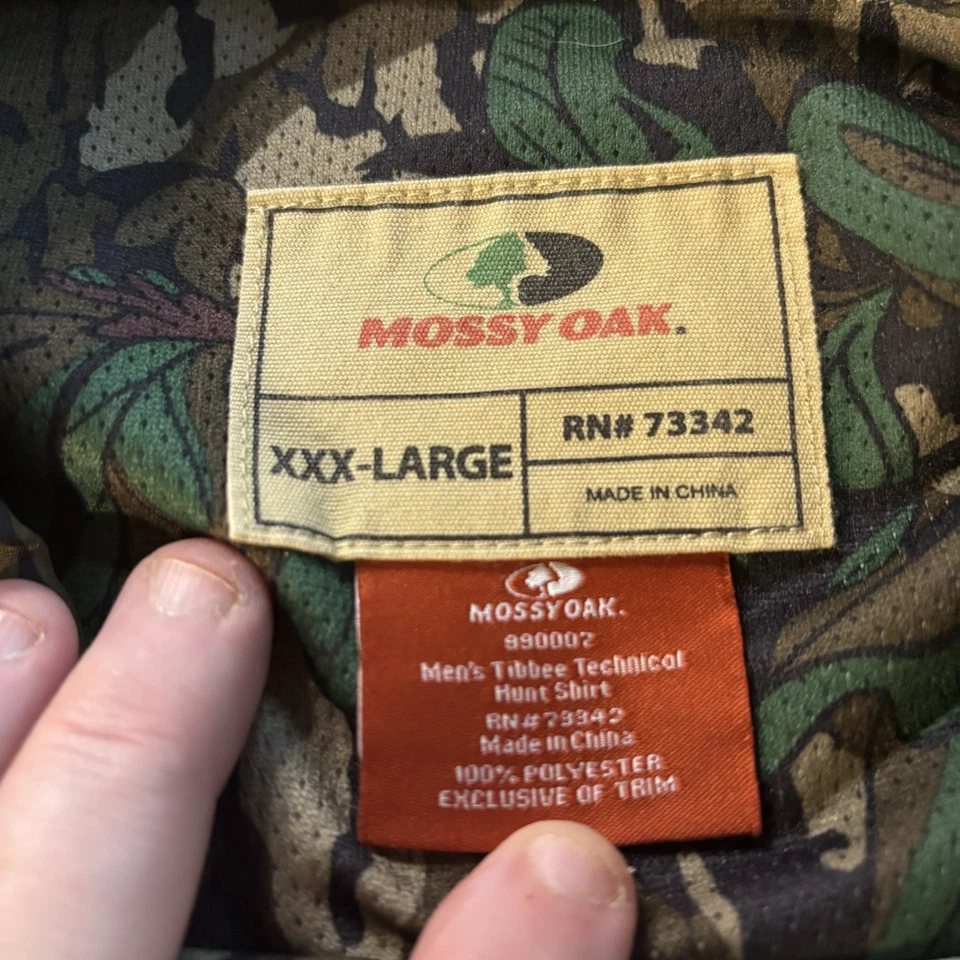 MOSSY OAK.
XXX-LARGE
RN# 73342
MADE IN CHINA
MOSSY OAK.
990007
Men's Tibbee Technical
Hunt Shirt
RN# 73342
Made in China
100% POLYESTER
EXCLUSIVE OF TRIM